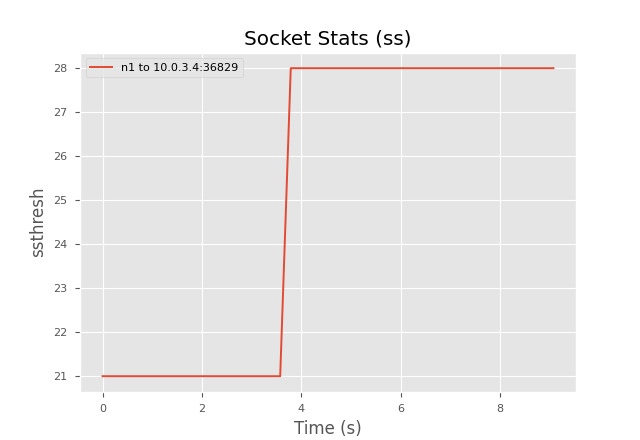 Socket Stats (ss)
n1 to 10.0.3.4:36829
28
27
26
25
24
23
22
21
ssthresh
0 2 4 6 8
Time (s)